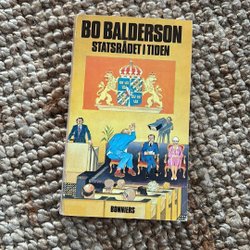 BO BALDERSON
STATSRÅDET I TIDEN
BONNIERS